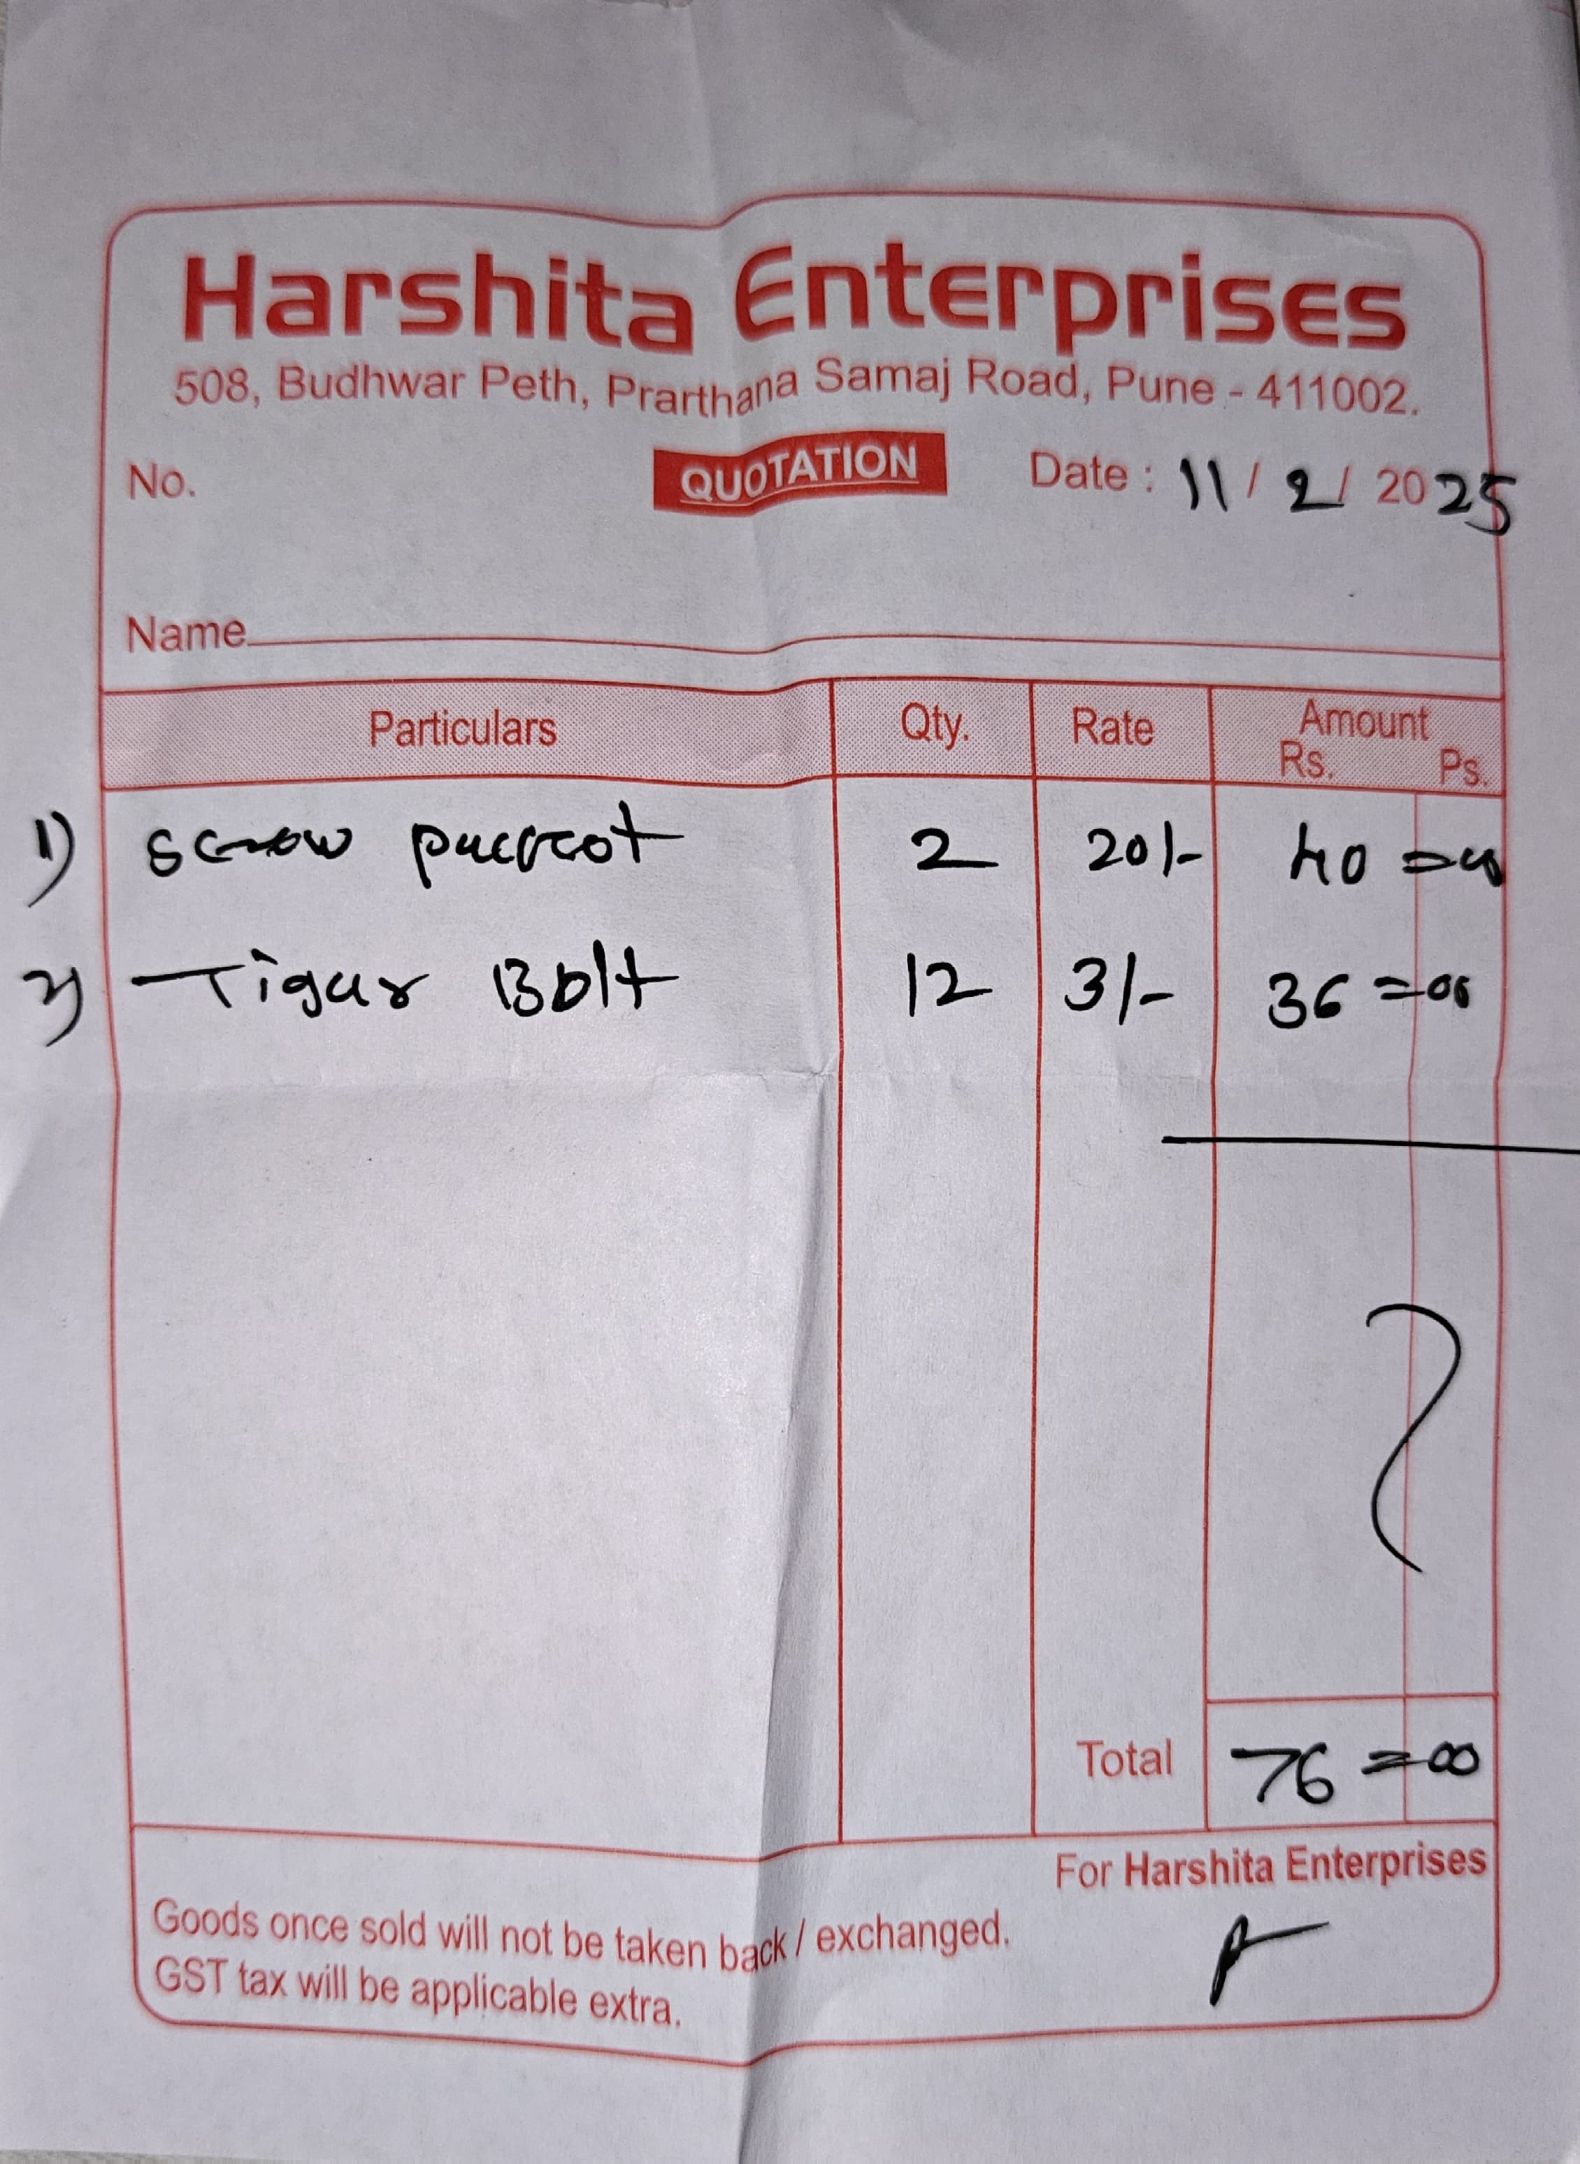 Harshita Enterprises
508, Budhwar Peth, Prarthana Samaj Road, Pune - 411002.
No. QUOTATION Date : 11 / 2 / 2025
Name
Particulars Qty. Rate Amount
Rs. Ps.
1) Screw 2 20/- 40 = 00
2) Tigar Bolt 12 3/- 36 = 00
Total 76 = 00
For Harshita Enterprises
Goods once sold will not be taken back / exchanged.
GST tax will be applicable extra.